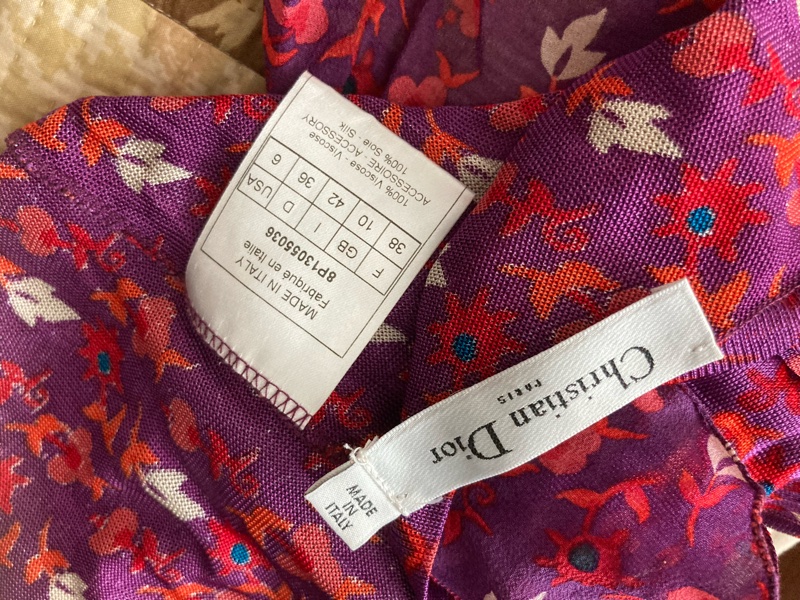 MADE IN ITALY
Fabriqué en Italie
8P13055036
F GB I D USA
38 10 42 36 6
100% Viscose - Viscose
ACCESSOIRE - ACCESSORY
100% Soie Silk
Christian Dior
PARIS
MADE
IN
ITALY